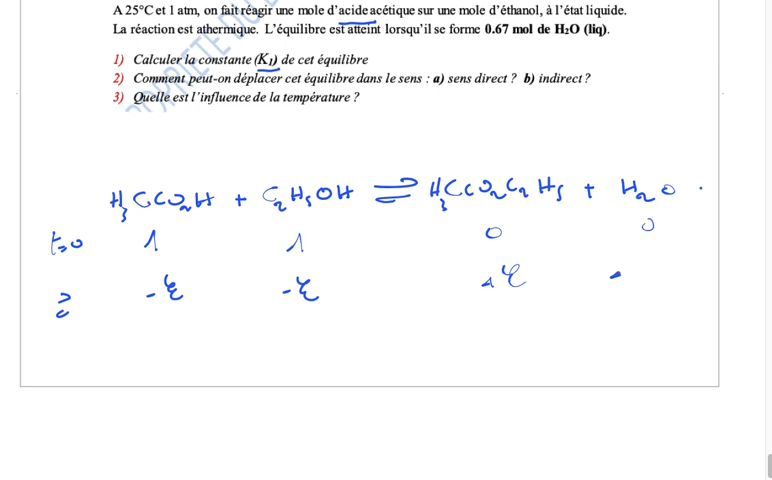 A 25°C et 1 atm, on fait réagir une mole d'acide acétique sur une mole d'éthanol, à l'état liquide.
La réaction est athermique. L'équilibre est atteint lorsqu'il se forme 0.67 mol de H₂O (liq).
1) Calculer la constante (K₁) de cet équilibre
2) Comment peut-on déplacer cet équilibre dans le sens : a) sens direct ? b) indirect ?
3) Quelle est l'influence de la température ?
H₃CCO₂H + C₂H₅OH ⇌ H₃CCO₂C₂H₅ + H₂O
t=0 1 1 0 0
-ξ -ξ +ξ